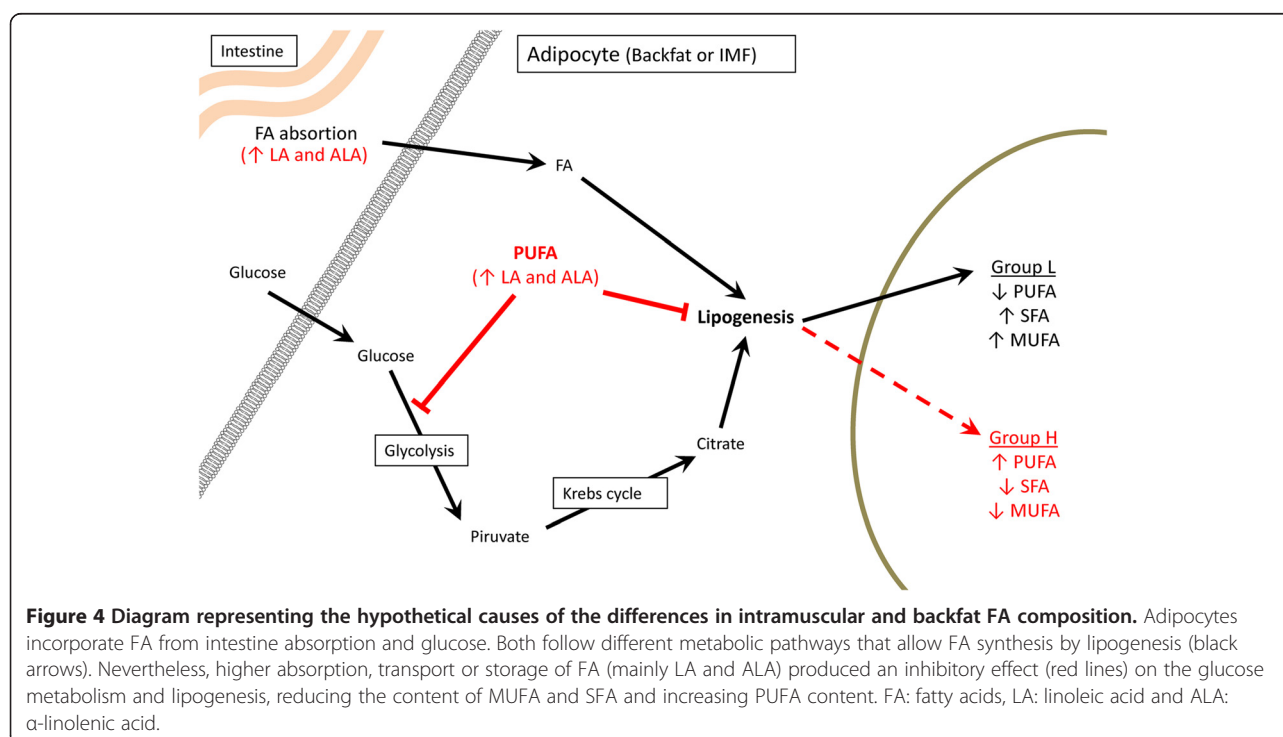 Intestine
Adipocyte (Backfat or IMF)
FA absortion
(↑ LA and ALA)
FA
PUFA
(↑ LA and ALA)
Glucose
Lipogenesis
Group L
↓ PUFA
↑ SFA
↑ MUFA
Glucose
Glycolysis
Citrate
Krebs cycle
Piruvate
Group H
↑ PUFA
↓ SFA
↓ MUFA
Figure 4 Diagram representing the hypothetical causes of the differences in intramuscular and backfat FA composition. Adipocytes
incorporate FA from intestine absorption and glucose. Both follow different metabolic pathways that allow FA synthesis by lipogenesis (black
arrows). Nevertheless, higher absorption, transport or storage of FA (mainly LA and ALA) produced an inhibitory effect (red lines) on the glucose
metabolism and lipogenesis, reducing the content of MUFA and SFA and increasing PUFA content. FA: fatty acids, LA: linoleic acid and ALA:
α-linolenic acid.